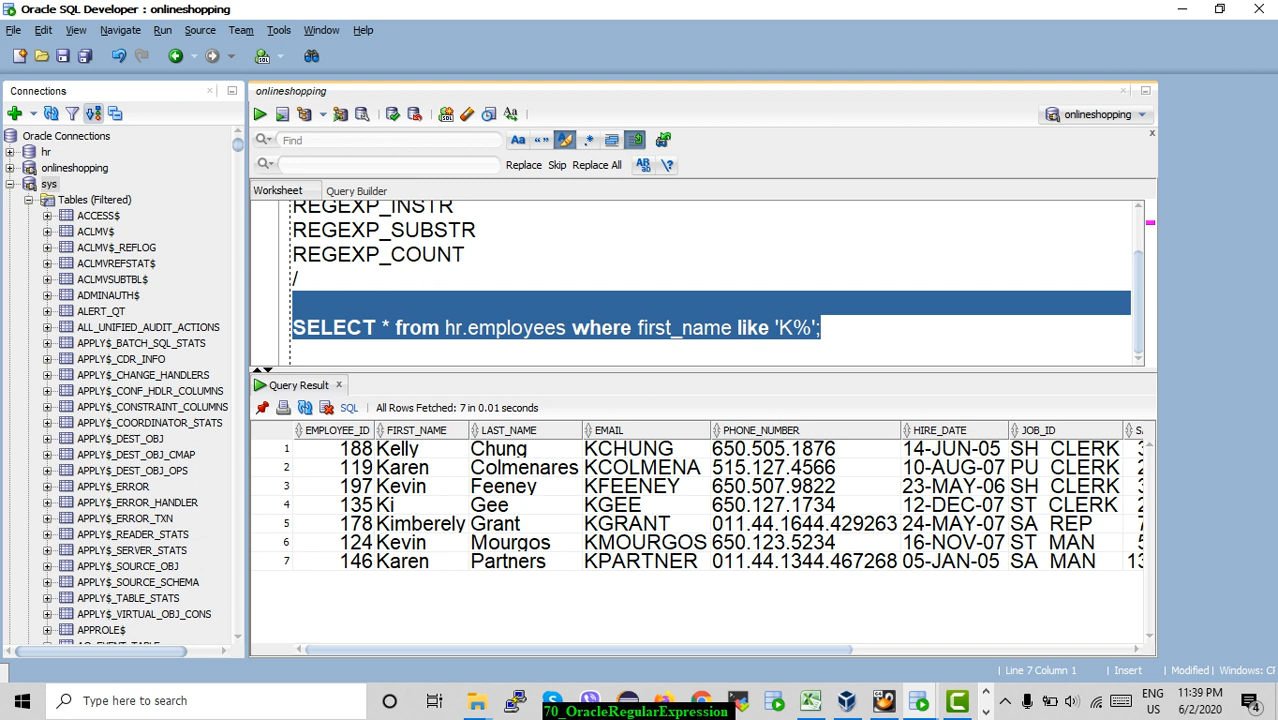 Oracle SQL Developer : onlineshopping
File Edit View Navigate Run Source Team Tools Window Help
Connections
Oracle Connections
hr
onlineshopping
sys
Tables (Filtered)
ACCESS$
ACLMV$
ACLMV$_REFLOG
ACLMVREFSTAT$
ACLMVSUBTBL$
ADMINAUTH$
ALERT_QT
ALL_UNIFIED_AUDIT_ACTIONS
APPLY$_BATCH_SQL_STATS
APPLY$_CDR_INFO
APPLY$_CHANGE_HANDLERS
APPLY$_CONF_HDLR_COLUMNS
APPLY$_CONSTRAINT_COLUMNS
APPLY$_COORDINATOR_STATS
APPLY$_DEST_OBJ
APPLY$_DEST_OBJ_CMAP
APPLY$_DEST_OBJ_OPS
APPLY$_ERROR
APPLY$_ERROR_HANDLER
APPLY$_ERROR_TXN
APPLY$_READER_STATS
APPLY$_SERVER_STATS
APPLY$_SOURCE_OBJ
APPLY$_SOURCE_SCHEMA
APPLY$_TABLE_STATS
APPLY$_VIRTUAL_OBJ_CONS
APPROLE$
onlineshopping
onlineshopping
Find
Replace Skip Replace All
Worksheet Query Builder
REGEXP_INSTR
REGEXP_SUBSTR
REGEXP_COUNT
/
SELECT * from hr.employees where first_name like 'K%';
Query Result
SQL All Rows Fetched: 7 in 0.01 seconds
EMPLOYEE_ID FIRST_NAME LAST_NAME EMAIL PHONE_NUMBER HIRE_DATE JOB_ID SA
1 188 Kelly Chung KCHUNG 650.505.1876 14-JUN-05 SH_CLERK 3
2 119 Karen Colmenares KCOLMENA 515.127.4566 10-AUG-07 PU_CLERK 2
3 197 Kevin Feeney KFEENEY 650.507.9822 23-MAY-06 SH_CLERK 3
4 135 Ki Gee KGEE 650.127.1734 12-DEC-07 ST_CLERK 2
5 178 Kimberely Grant KGRANT 011.44.1644.429263 24-MAY-07 SA_REP 7
6 124 Kevin Mourgos KMOURGOS 650.123.5234 16-NOV-07 ST_MAN 5
7 146 Karen Partners KPARTNER 011.44.1344.467268 05-JAN-05 SA_MAN 13
Line 7 Column 1 Insert Modified Windows: CF
Type here to search
70_OracleRegularExpression
ENG
US
11:39 PM
6/2/2020
4